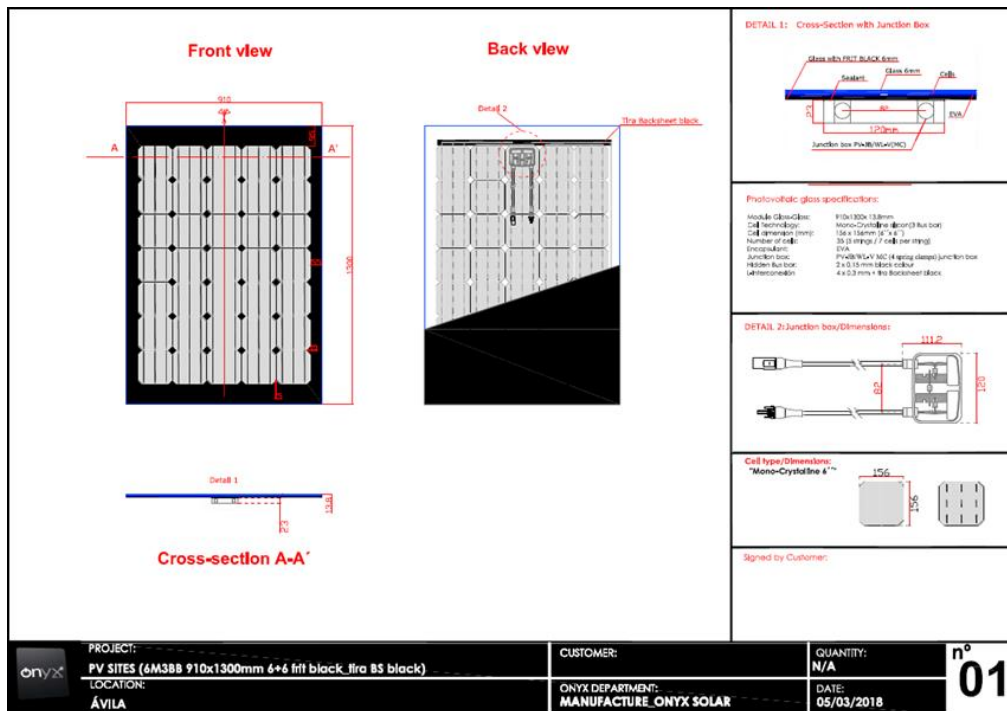 Front view
Back view
910
A
A'
1300
Detail 2
Tira Backsheet black
Detail 1
13.8
23
Cross-section A-A´
DETAIL 1: Cross-Section with Junction Box
Glass with FRIT BLACK 6mm
Glass 6mm
Sealant
Cells
23
82
EVA
120mm
Junction box PV-JB/WL-V(MC)
Photovoltaic glass specifications:
Module Glass-Glass: 910x1300x 13.8mm
Cell Technology: Mono-Crystaline silicon(3 Bus bar)
Cell dimension (mm): 156 x 156mm (6´´x 6´´)
Number of cells: 35 (5 strings / 7 cells per string)
Encapsulant: EVA
Junction box: PV-JB/WL-V MC (4 spring clamps) junction box
Hidden Bus bar: 2 x 0.15 mm black colour
L-Interconexión 4 x 0.3 mm + tira Backsheet black
DETAIL 2:Junction box/Dimensions:
111.2
82
120
Cell type/Dimensions:
"Mono-Crystalline 6´´"
156
156
Signed by Customer:
onyx
PROJECT:
PV SITES (6M3BB 910x1300mm 6+6 frit black_tira BS black)
LOCATION:
ÁVILA
CUSTOMER:
ONYX DEPARTMENT:
MANUFACTURE_ONYX SOLAR
QUANTITY:
N/A
DATE:
05/03/2018
nº
01